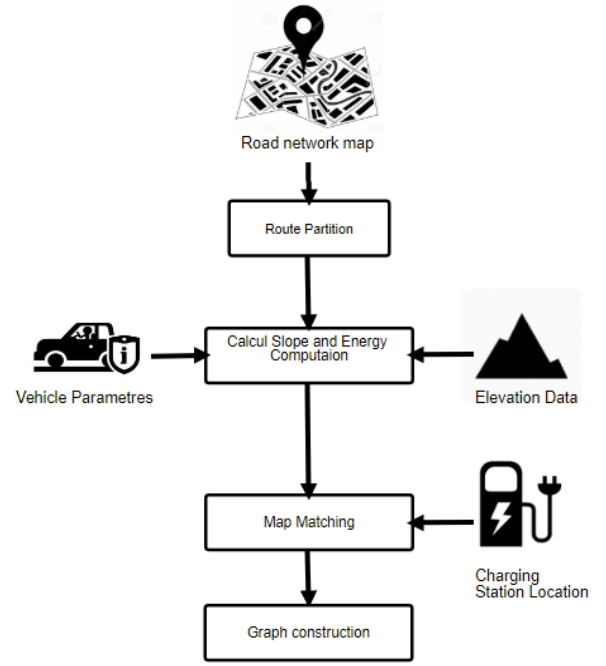 Road network map
Route Partition
Calcul Slope and Energy
Computaion
Vehicle Parametres
Elevation Data
Map Matching
Charging
Station Location
Graph construction